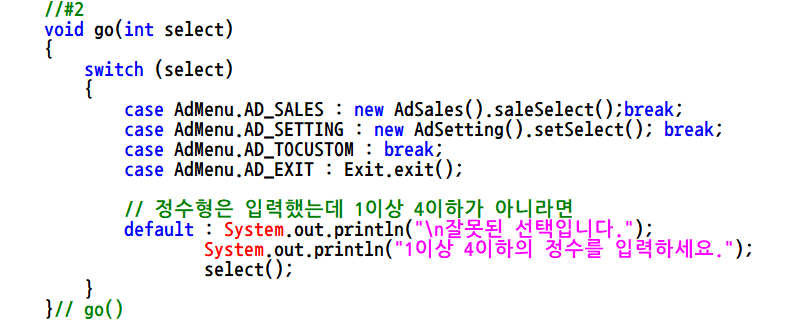 //#2
void go(int select)
{
    switch (select)
    {
        case AdMenu.AD_SALES : new AdSales().saleSelect();break;
        case AdMenu.AD_SETTING : new AdSetting().setSelect(); break;
        case AdMenu.AD_TOCUSTOM : break;
        case AdMenu.AD_EXIT : Exit.exit();

        // 정수형은 입력했는데 1이상 4이하가 아니라면
        default : System.out.println("\n잘못된 선택입니다.");
                System.out.println("1이상 4이하의 정수를 입력하세요.");
                select();
    }
}// go()